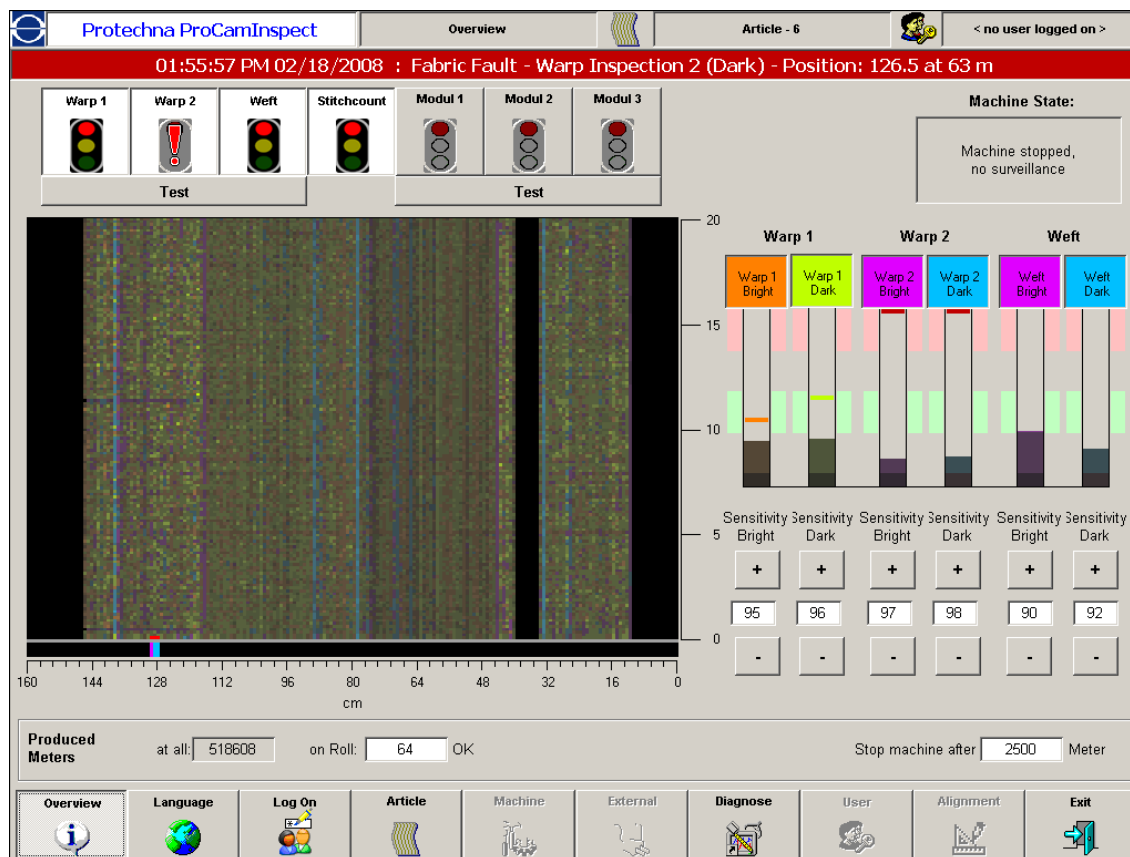 Protechna ProCamInspect
Overview
Article - 6
< no user logged on >
01:55:57 PM 02/18/2008 : Fabric Fault - Warp Inspection 2 (Dark) - Position: 126.5 at 63 m
Warp 1 Warp 2 Weft Stitchcount Modul 1 Modul 2 Modul 3
Test Test
Machine State:
Machine stopped,
no surveillance
20
15
10
5
0
160 144 128 112 96 80 64 48 32 16 0
cm
Warp 1 Warp 2 Weft
Warp 1 Bright
Warp 1 Dark
Warp 2 Bright
Warp 2 Dark
Weft Bright
Weft Dark
Sensitivity Sensitivity Sensitivity Sensitivity Sensitivity Sensitivity
Bright Dark Bright Dark Bright Dark
+ + + + + +
95 96 97 98 90 92
- - - - - -
Produced
Meters
at all: 518608 on Roll: 64 OK
Stop machine after 2500 Meter
Overview Language Log On Article Machine External Diagnose User Alignment Exit